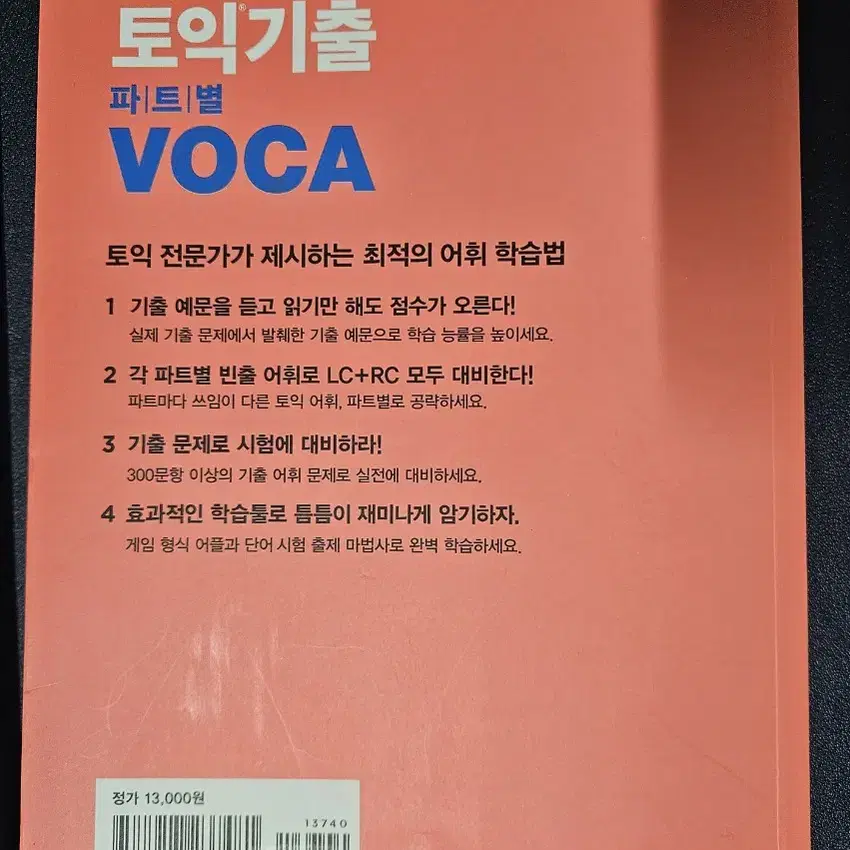 토익®기출
파|트|별
VOCA
토익 전문가가 제시하는 최적의 어휘 학습법
1 기출 예문을 듣고 읽기만 해도 점수가 오른다!
실제 기출 문제에서 발췌한 기출 예문으로 학습 능률을 높이세요.
2 각 파트별 빈출 어휘로 LC+RC 모두 대비한다!
파트마다 쓰임이 다른 토익 어휘, 파트별로 공략하세요.
3 기출 문제로 시험에 대비하라!
300문항 이상의 기출 어휘 문제로 실전에 대비하세요.
4 효과적인 학습툴로 틈틈이 재미나게 암기하자.
게임 형식 어플과 단어 시험 출제 마법사로 완벽 학습하세요.
정가 13,000원
13740